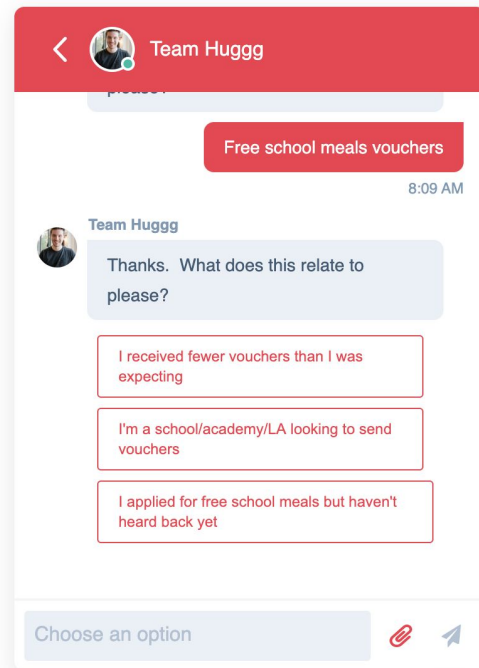 Team Huggg
please?
Free school meals vouchers
8:09 AM
Team Huggg
Thanks.  What does this relate to
please?
I received fewer vouchers than I was
expecting
I'm a school/academy/LA looking to send
vouchers
I applied for free school meals but haven't
heard back yet
Choose an option